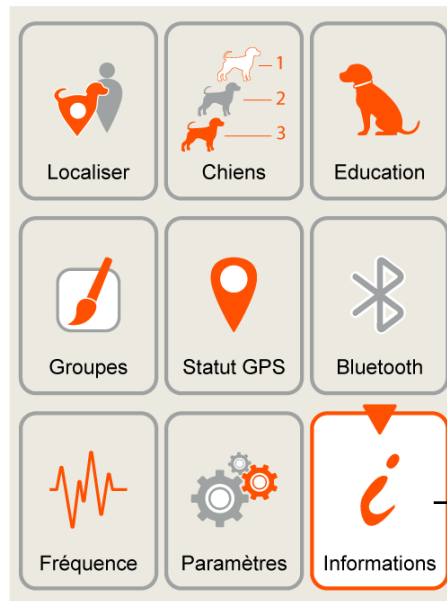 1
2
3
Localiser
Chiens
Education
Groupes
Statut GPS
Bluetooth
Fréquence
Paramètres
i
Informations